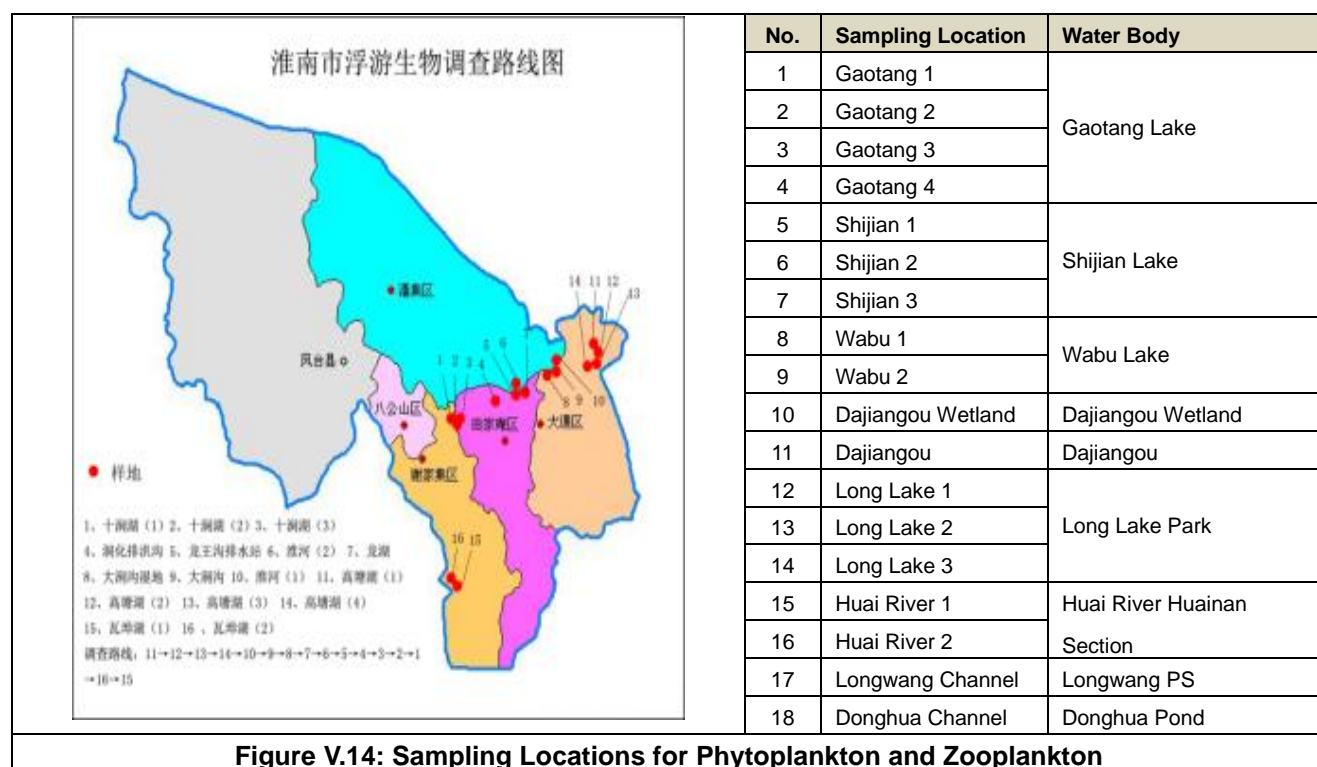 淮南市浮游生物调查路线图
潘集区
14 11 12
13
凤台县
1 2 3 4 5 6 7
八公山区
田家庵区
8 9 10
大通区
谢家集区
样地
16 15
1、十涧湖（1）2、十涧湖（2）3、十涧湖（3）
4、洞化排洪沟 5、龙王沟排水站 6、淮河（2） 7、龙湖
8、大涧沟湿地 9、大涧沟 10、淮河（1） 11、高塘湖（1）
12、高塘湖（2） 13、高塘湖（3） 14、高塘湖（4）
15、瓦埠湖（1） 16 、瓦埠湖（2）
调查路线：11→12→13→14→10→9→8→7→6→5→4→3→2→1
→16→15
No. Sampling Location Water Body
1 Gaotang 1
2 Gaotang 2
Gaotang Lake
3 Gaotang 3
4 Gaotang 4
5 Shijian 1
6 Shijian 2 Shijian Lake
7 Shijian 3
8 Wabu 1
Wabu Lake
9 Wabu 2
10 Dajiangou Wetland Dajiangou Wetland
11 Dajiangou Dajiangou
12 Long Lake 1
13 Long Lake 2 Long Lake Park
14 Long Lake 3
15 Huai River 1 Huai River Huainan
16 Huai River 2 Section
17 Longwang Channel Longwang PS
18 Donghua Channel Donghua Pond
Figure V.14: Sampling Locations for Phytoplankton and Zooplankton